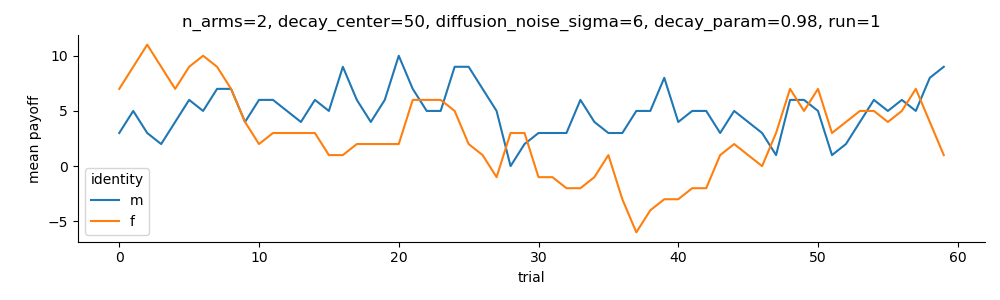 n_arms=2, decay_center=50, diffusion_noise_sigma=6, decay_param=0.98, run=1
mean payoff
10
5
0
−5
identity
m
f
0 10 20 30 40 50 60
trial